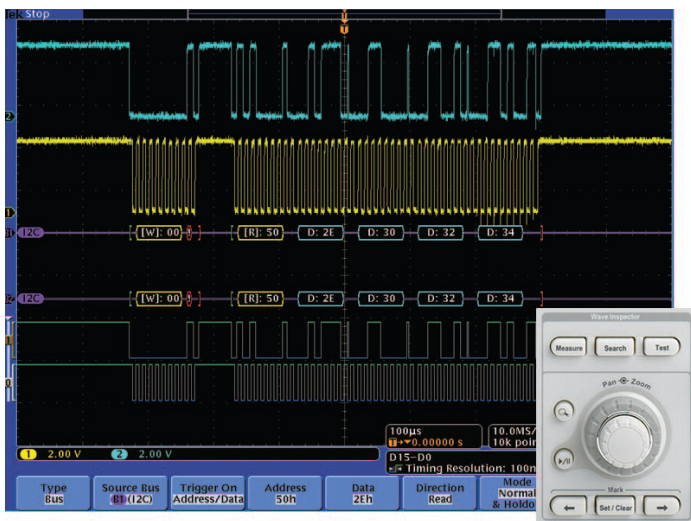 Tek Stop
T
T
2
1
B1 I2C [W]: 00 ! [R]: 50 D: 2E D: 30 D: 32 D: 34
B2 I2C [W]: 00 ! [R]: 50 D: 2E D: 30 D: 32 D: 34
1
0
1 2.00 V 2 2.00 V
100µs
T→▼0.00000 s
10.0MS/
10k poin
D15–D0
Timing Resolution: 100n
Type
Bus
Source Bus
B1 (I2C)
Trigger On
Address/Data
Address
50h
Data
2Eh
Direction
Read
Mode
Normal
& Holdo
Wave Inspector
Measure Search Test
Pan Zoom
Mark
← Set / Clear →